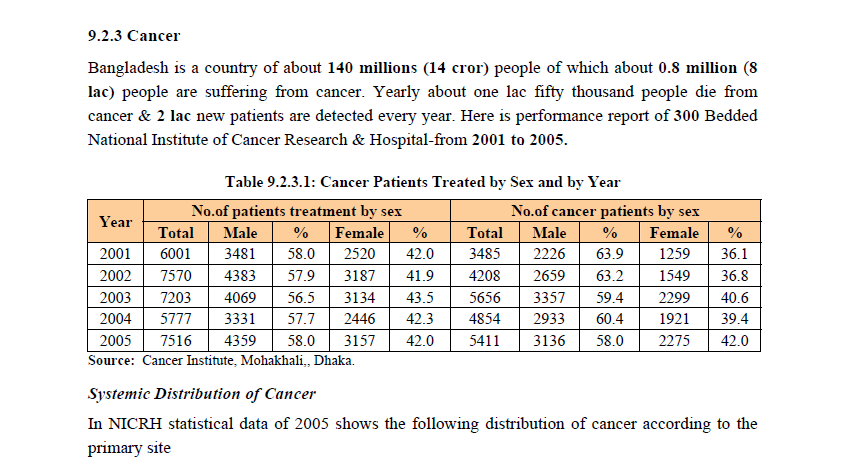 9.2.3 Cancer
Bangladesh is a country of about 140 millions (14 cror) people of which about 0.8 million (8
lac) people are suffering from cancer. Yearly about one lac fifty thousand people die from
cancer & 2 lac new patients are detected every year. Here is performance report of 300 Bedded
National Institute of Cancer Research & Hospital-from 2001 to 2005.
Table 9.2.3.1: Cancer Patients Treated by Sex and by Year
Year No.of patients treatment by sex No.of cancer patients by sex
Total Male % Female % Total Male % Female %
2001 6001 3481 58.0 2520 42.0 3485 2226 63.9 1259 36.1
2002 7570 4383 57.9 3187 41.9 4208 2659 63.2 1549 36.8
2003 7203 4069 56.5 3134 43.5 5656 3357 59.4 2299 40.6
2004 5777 3331 57.7 2446 42.3 4854 2933 60.4 1921 39.4
2005 7516 4359 58.0 3157 42.0 5411 3136 58.0 2275 42.0
Source: Cancer Institute, Mohakhali,, Dhaka.
Systemic Distribution of Cancer
In NICRH statistical data of 2005 shows the following distribution of cancer according to the
primary site